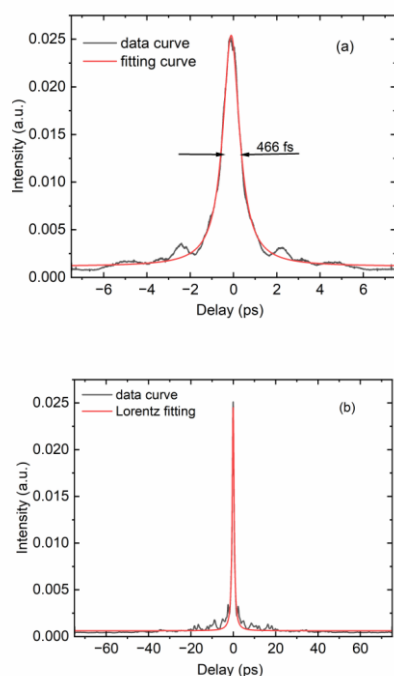 0.025
0.020
0.015
0.010
0.005
0.000
Intensity (a.u.)
data curve
fitting curve
(a)
466 fs
−6 −4 −2 0 2 4 6
Delay (ps)
0.025
0.020
0.015
0.010
0.005
0.000
Intensity (a.u.)
data curve
Lorentz fitting
(b)
-60 -40 -20 0 20 40 60
Delay (ps)